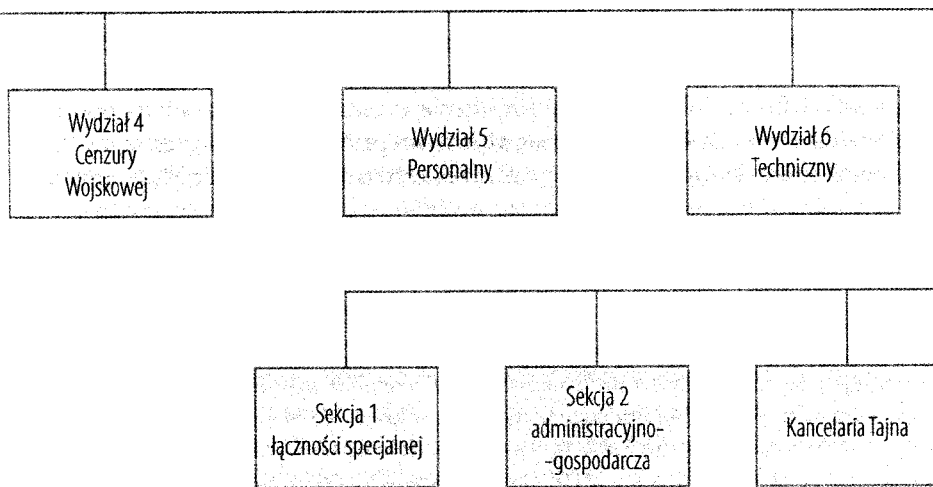 Wydział 4
Cenzury
Wojskowej
Wydział 5
Personalny
Wydział 6
Techniczny
Sekcja 1
łączności specjalnej
Sekcja 2
administracyjno-
-gospodarcza
Kancelaria Tajna